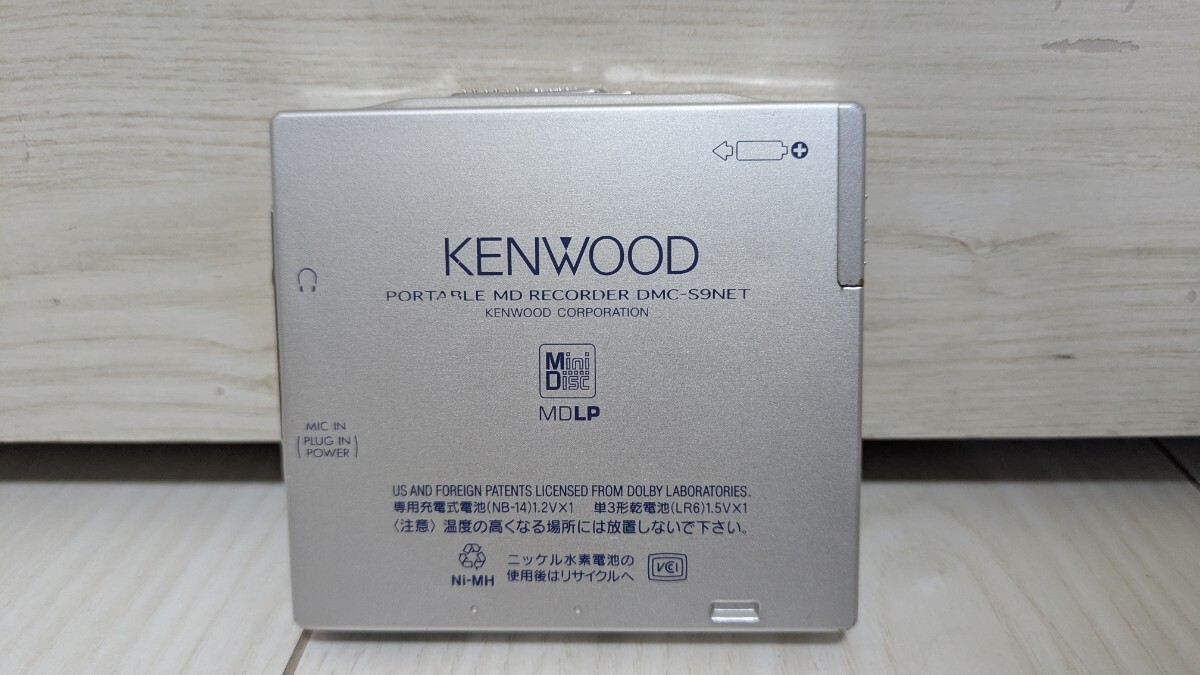 KENWOOD
PORTABLE MD RECORDER DMC-S9NET
KENWOOD CORPORATION
Mini
Disc
MDLP
MIC IN
(PLUG IN
POWER)
US AND FOREIGN PATENTS LICENSED FROM DOLBY LABORATORIES.
専用充電式電池(NB-14)1.2V×1 単3形乾電池(LR6)1.5V×1
〈注意〉温度の高くなる場所には放置しないで下さい。
Ni-MH
ニッケル水素電池の
使用後はリサイクルへ
VCCI